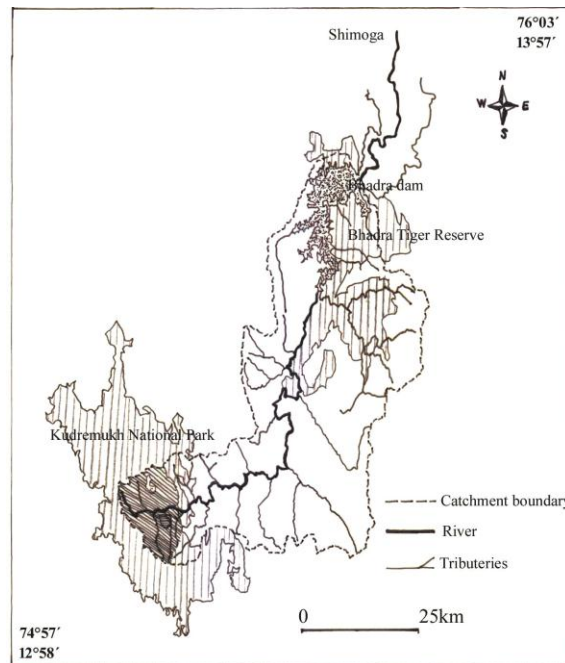 76°03´
13°57´
Shimoga
N
W E
S
Bhadra dam
Bhadra Tiger Reserve
Kudremukh National Park
Catchment boundary
River
Tributeries
0 25km
74°57´
12°58´